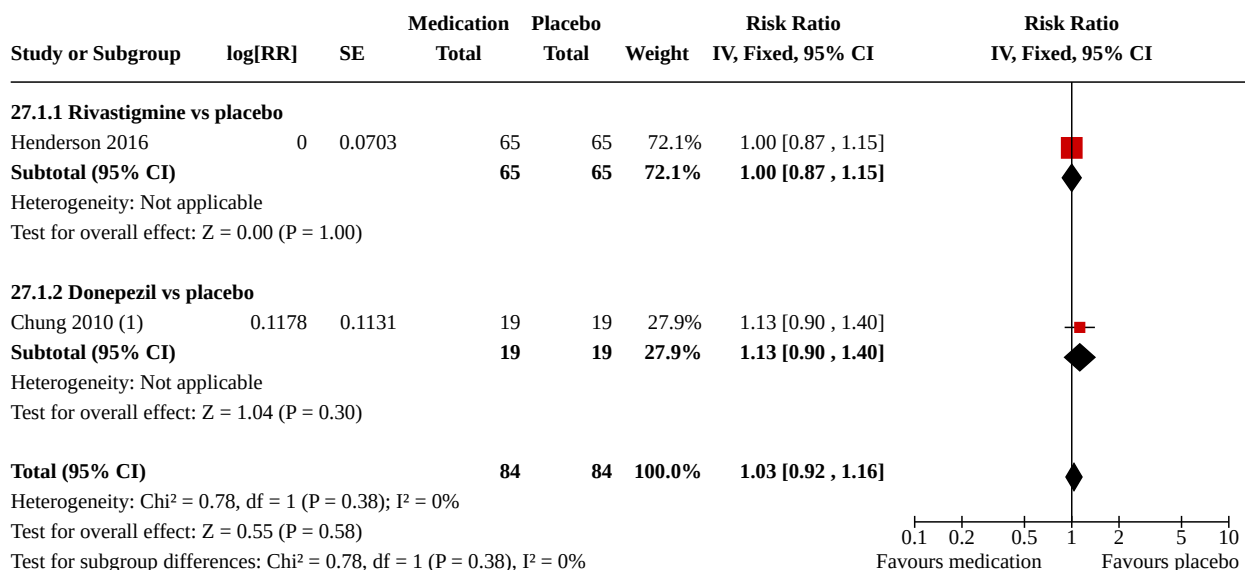 Medication Placebo Risk Ratio Risk Ratio
Study or Subgroup log[RR] SE Total Total Weight IV, Fixed, 95% CI IV, Fixed, 95% CI
27.1.1 Rivastigmine vs placebo
Henderson 2016 0 0.0703 65 65 72.1% 1.00 [0.87 , 1.15]
Subtotal (95% CI) 65 65 72.1% 1.00 [0.87 , 1.15]
Heterogeneity: Not applicable
Test for overall effect: Z = 0.00 (P = 1.00)
27.1.2 Donepezil vs placebo
Chung 2010 (1) 0.1178 0.1131 19 19 27.9% 1.13 [0.90 , 1.40]
Subtotal (95% CI) 19 19 27.9% 1.13 [0.90 , 1.40]
Heterogeneity: Not applicable
Test for overall effect: Z = 1.04 (P = 0.30)
Total (95% CI) 84 84 100.0% 1.03 [0.92 , 1.16]
Heterogeneity: Chi² = 0.78, df = 1 (P = 0.38); I² = 0%
Test for overall effect: Z = 0.55 (P = 0.58)
0.1 0.2 0.5 1 2 5 10
Test for subgroup differences: Chi² = 0.78, df = 1 (P = 0.38), I² = 0% Favours medication Favours placebo